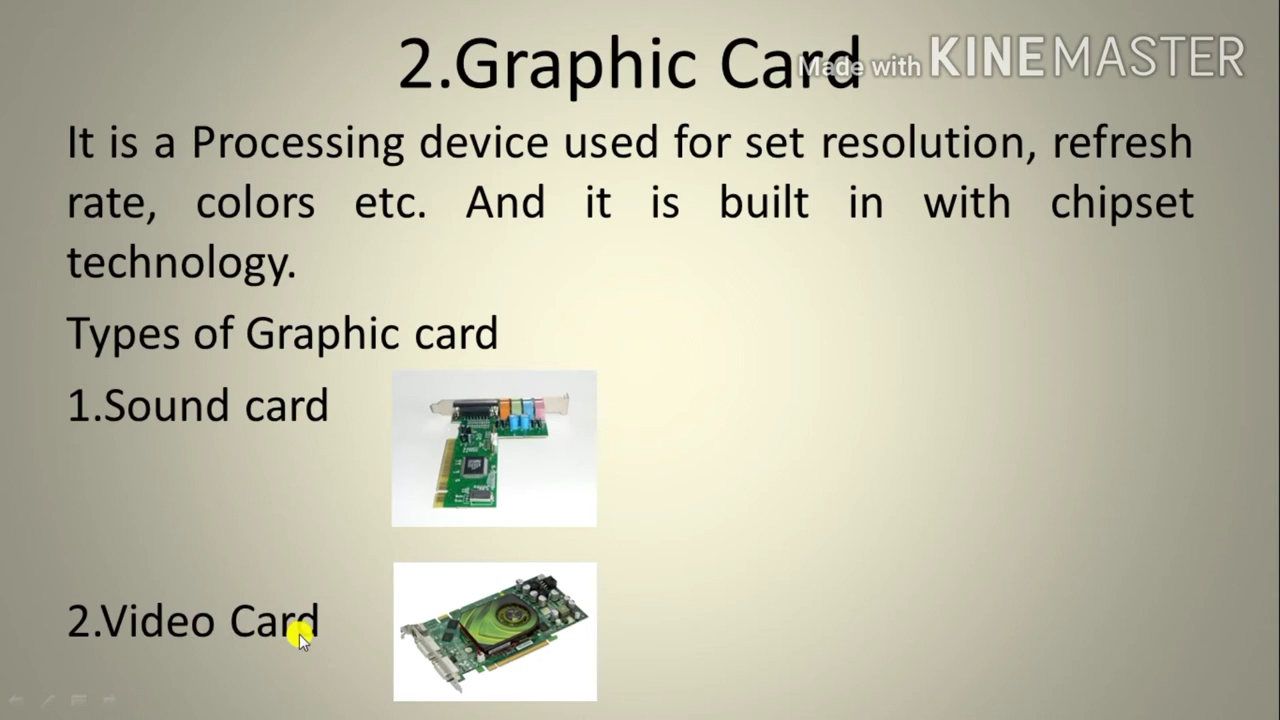 2.Graphic Card
Made with KINEMASTER
It is a Processing device used for set resolution, refresh
rate, colors etc. And it is built in with chipset
technology.
Types of Graphic card
1.Sound card
2.Video Card